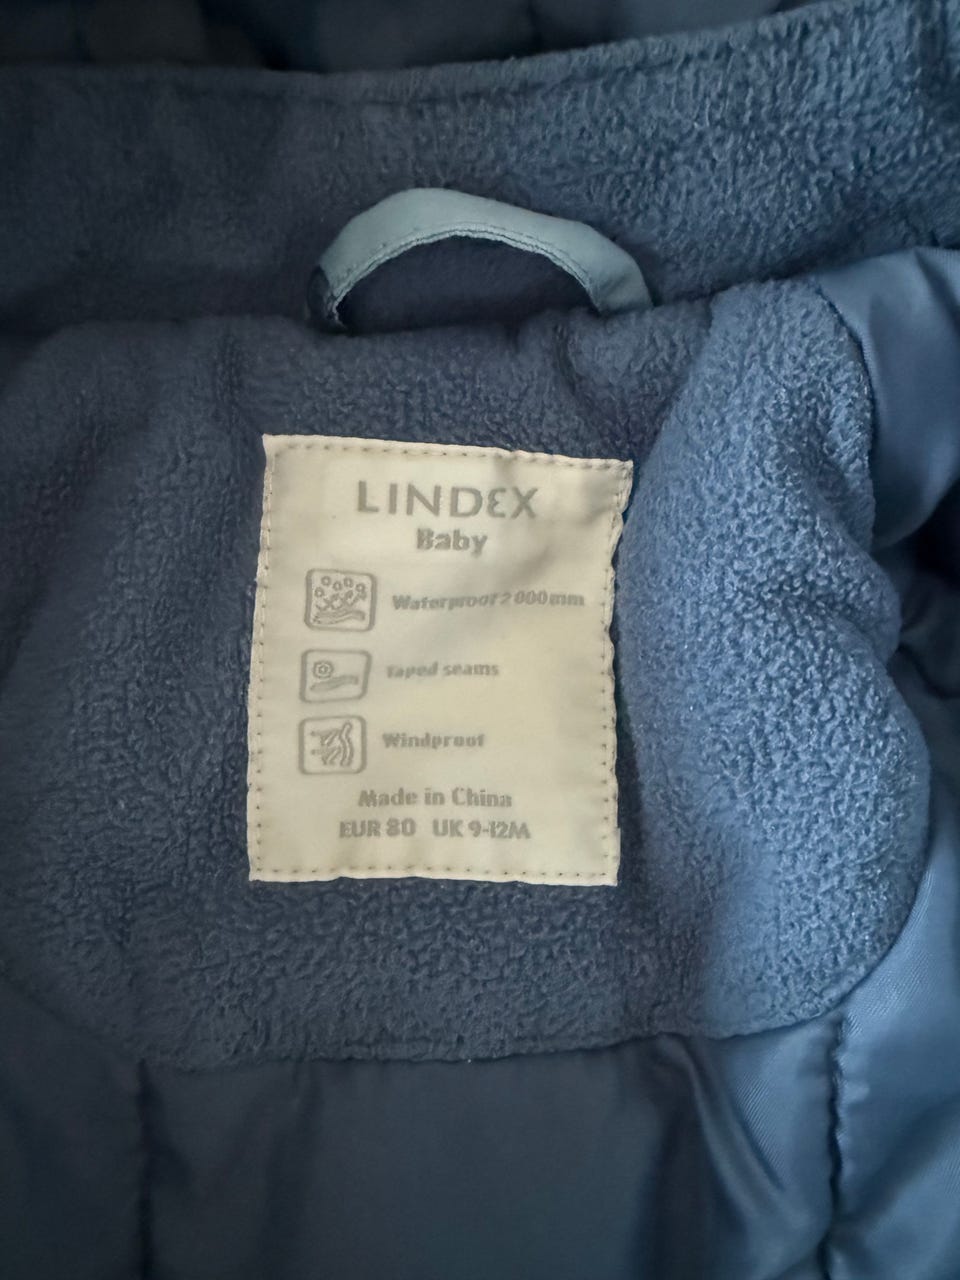 LINDEX
Baby
Waterproof 2 000mm
Taped seams
Windproof
Made in China
EUR 80 UK 9-12M